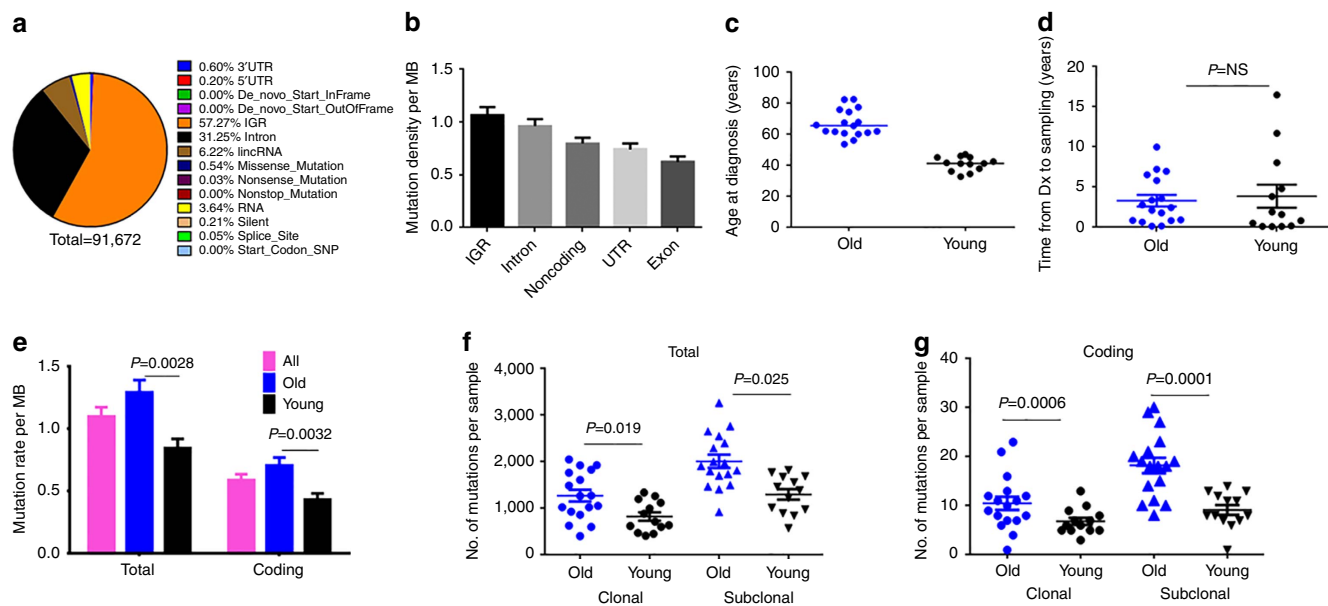 a
0.60% 3'UTR
0.20% 5'UTR
0.00% De_novo_Start_InFrame
0.00% De_novo_Start_OutOfFrame
57.27% IGR
31.25% Intron
6.22% lincRNA
0.54% Missense_Mutation
0.03% Nonsense_Mutation
0.00% Nonstop_Mutation
3.64% RNA
0.21% Silent
0.05% Splice_Site
0.00% Start_Codon_SNP
Total=91,672
b
Mutation density per MB
1.5
1.0
0.5
0.0
IGR
Intron
Noncoding
UTR
Exon
c
Age at diagnosis (years)
100
80
60
40
20
0
Old
Young
d
Time from Dx to sampling (years)
20
15
10
5
0
P=NS
Old
Young
e
Mutation rate per MB
1.5
1.0
0.5
0.0
P=0.0028
P=0.0032
All
Old
Young
Total
Coding
f
Total
No. of mutations per sample
4,000
3,000
2,000
1,000
0
P=0.019
P=0.025
Old
Young
Old
Young
Clonal
Subclonal
g
Coding
No. of mutations per sample
40
30
20
10
0
P=0.0006
P=0.0001
Old
Young
Old
Young
Clonal
Subclonal